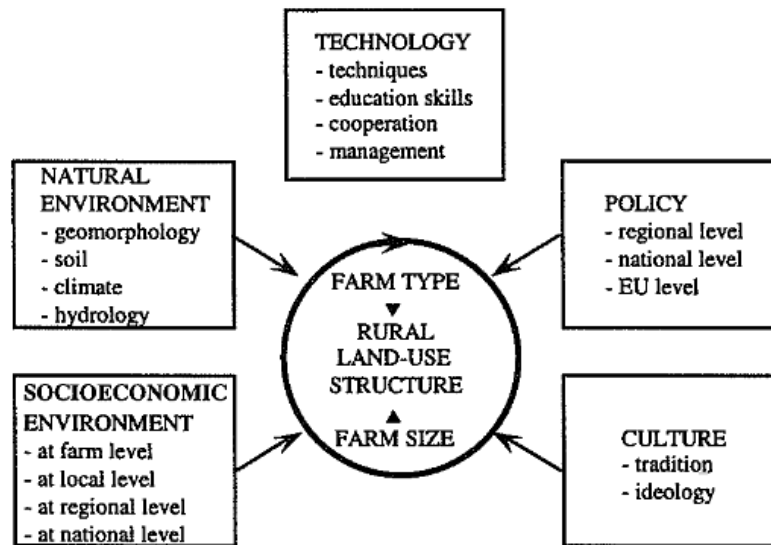 TECHNOLOGY
- techniques
- education skills
- cooperation
- management
NATURAL
ENVIRONMENT
- geomorphology
- soil
- climate
- hydrology
POLICY
- regional level
- national level
- EU level
FARM TYPE
RURAL
LAND-USE
STRUCTURE
FARM SIZE
SOCIOECONOMIC
ENVIRONMENT
- at farm level
- at local level
- at regional level
- at national level
CULTURE
- tradition
- ideology